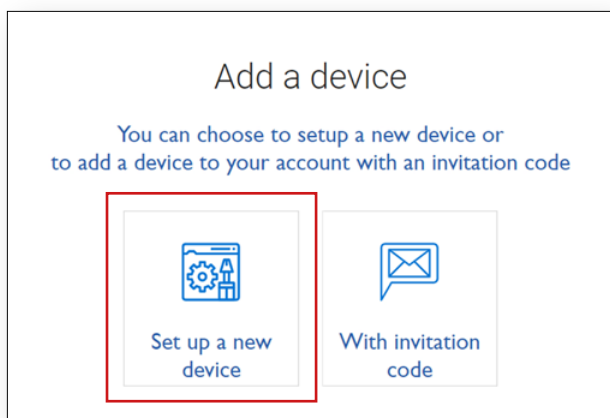 Add a device
You can choose to setup a new device or
to add a device to your account with an invitation code
Set up a new
device
With invitation
code